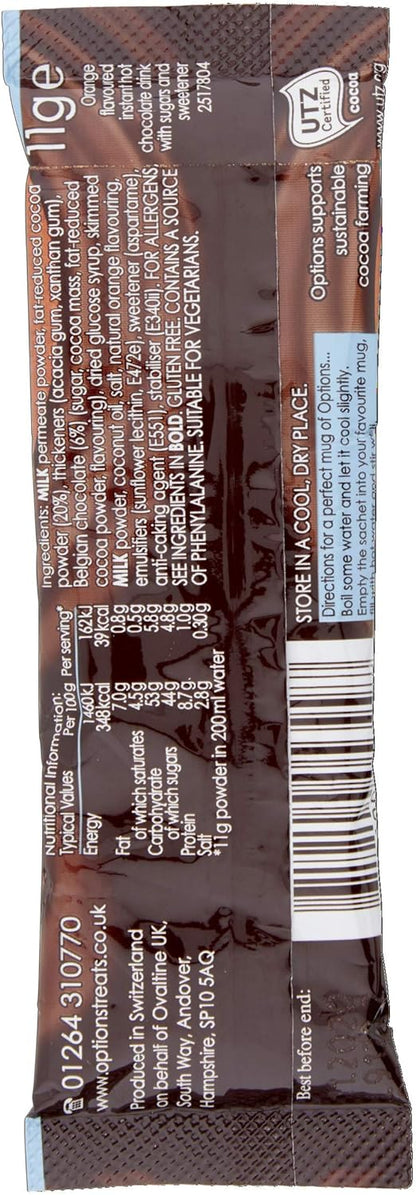 01264 310770
www.optionstreats.co.uk
Produced in Switzerland
on behalf of Ovaltine UK,
South Way, Andover,
Hampshire, SP10 5AQ
Nutritional Information:
Typical Values Per 100g Per serving*
Energy 1460kJ 162kJ
348kcal 39kcal
Fat 7.0g 0.8g
of which saturates 4.3g 0.5g
Carbohydrate 53g 5.8g
of which sugars 44g 4.8g
Protein 8.7g 1.0g
Salt 2.8g 0.30g
*11g powder in 200ml water
Ingredients: MILK permeate powder, fat-reduced cocoa
powder (20%), thickeners (acacia gum, xanthan gum),
Belgian chocolate (6%) (sugar, cocoa mass, fat-reduced
cocoa powder, flavouring), dried glucose syrup, skimmed
MILK powder, coconut oil, salt, natural orange flavouring,
emulsifiers (sunflower lecithin, E472e), sweetener (aspartame),
anti-caking agent (E551), stabiliser (E340ii). FOR ALLERGENS,
SEE INGREDIENTS IN BOLD. GLUTEN FREE. CONTAINS A SOURCE
OF PHENYLALANINE. SUITABLE FOR VEGETARIANS.
11g e
Orange
flavoured
instant hot
chocolate drink
with sugars and
sweetener
2517804
Best before end:
STORE IN A COOL, DRY PLACE.
Directions for a perfect mug of Options...
Boil some water and let it cool slightly.
Empty the sachet into your favourite mug,
Options supports
sustainable
cocoa farming
UTZ
Certified
cocoa
www.utz.org